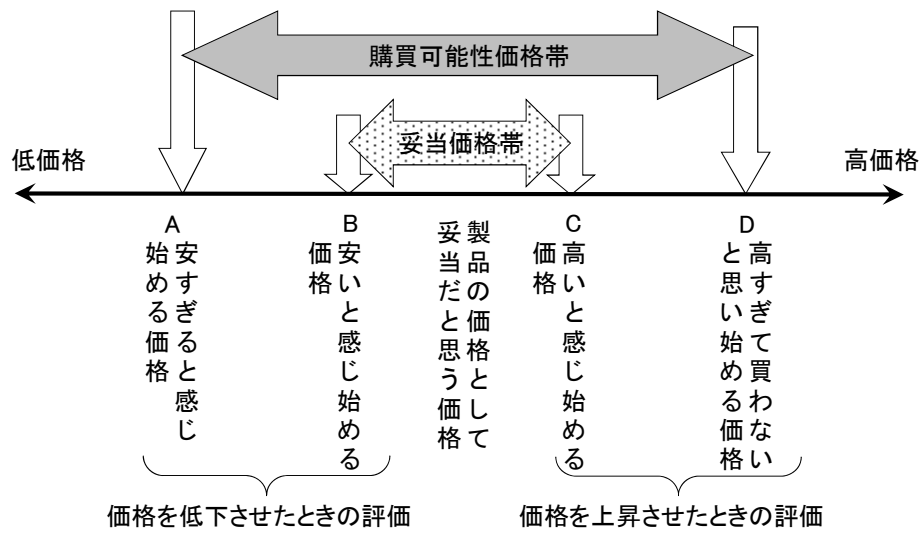 購買可能性価格帯
妥当価格帯
低価格
高価格
A
安すぎると感じ
始める価格
B
安いと感じ始める
価格
製品の価格として
妥当だと思う価格
C
高いと感じ始める
価格
D
高すぎて買わない
と思い始める価格
価格を低下させたときの評価
価格を上昇させたときの評価